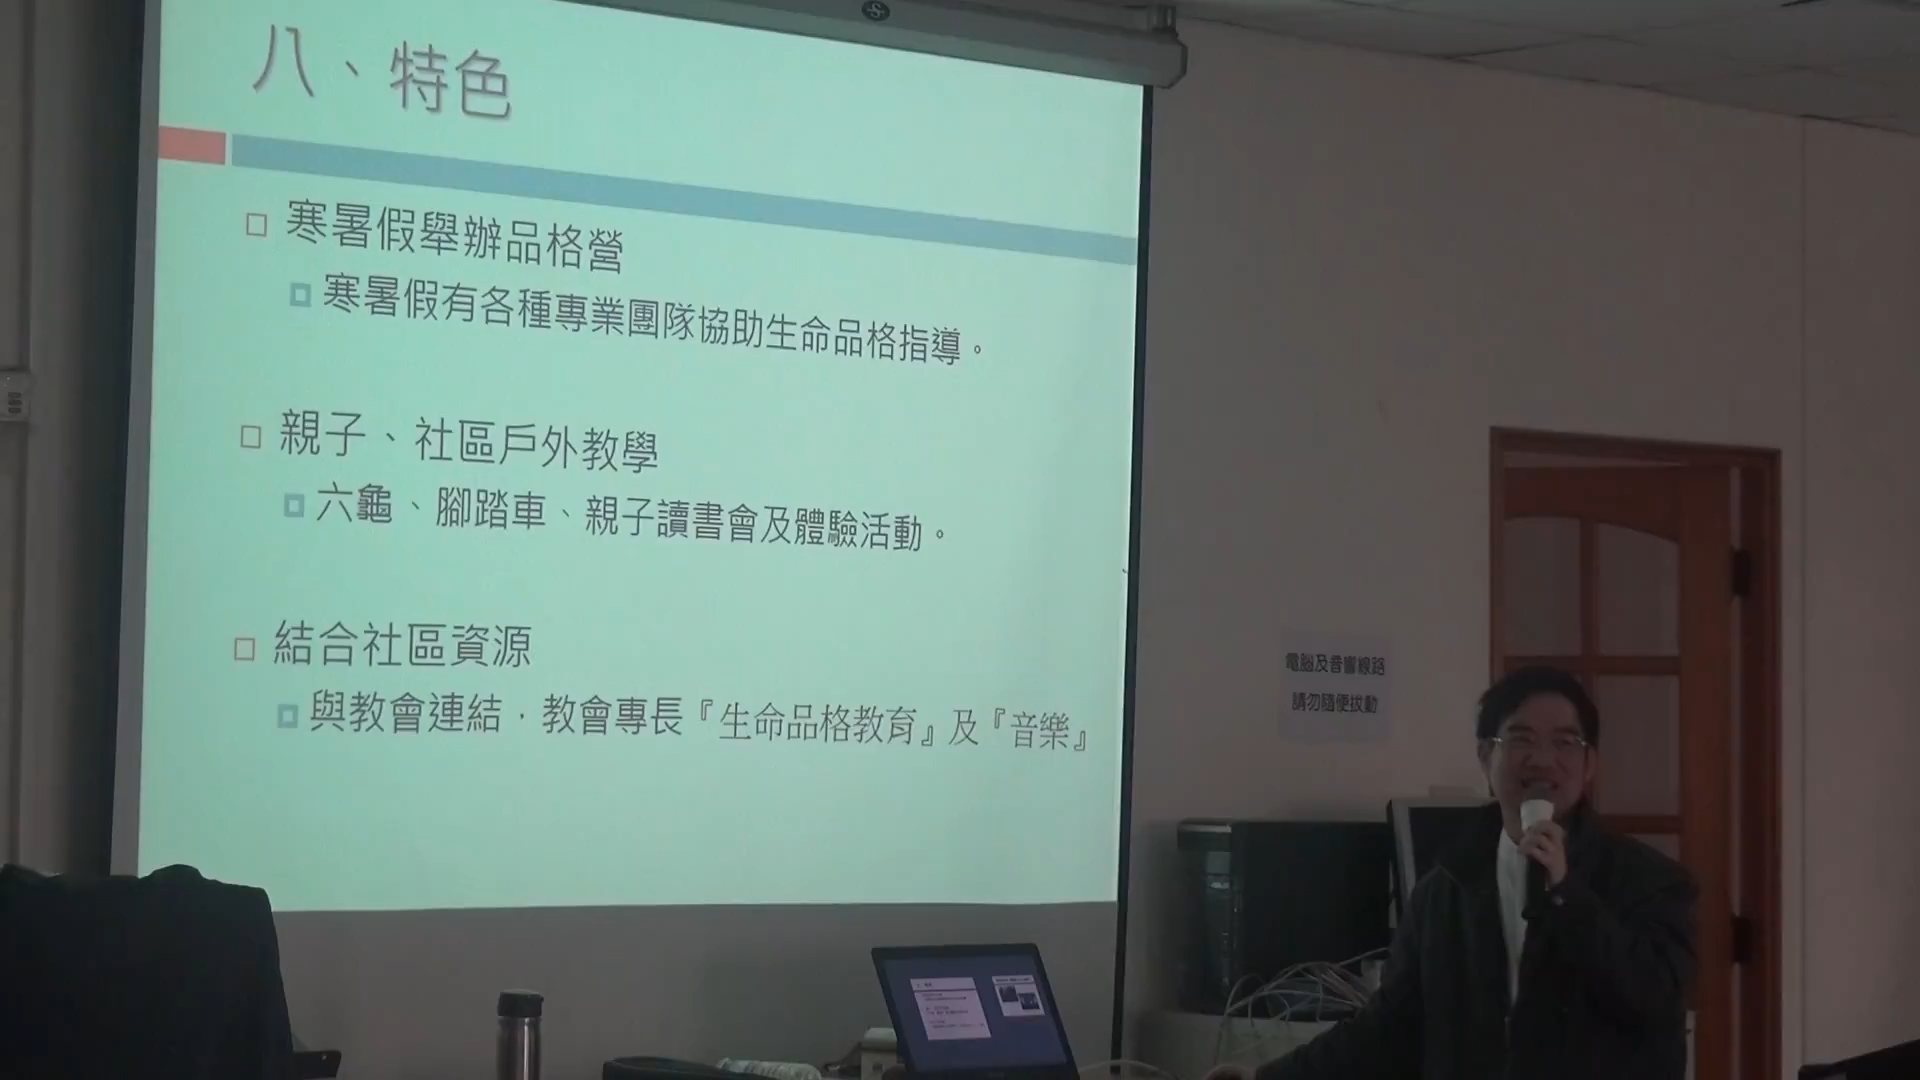 八、特色
寒暑假舉辦品格營
寒暑假有各種專業團隊協助生命品格指導。
親子、社區戶外教學
六龜、腳踏車、親子讀書會及體驗活動。
結合社區資源
與教會連結，教會專長『生命品格教育』及『音樂』
電腦及音響線路
請勿隨便拔動